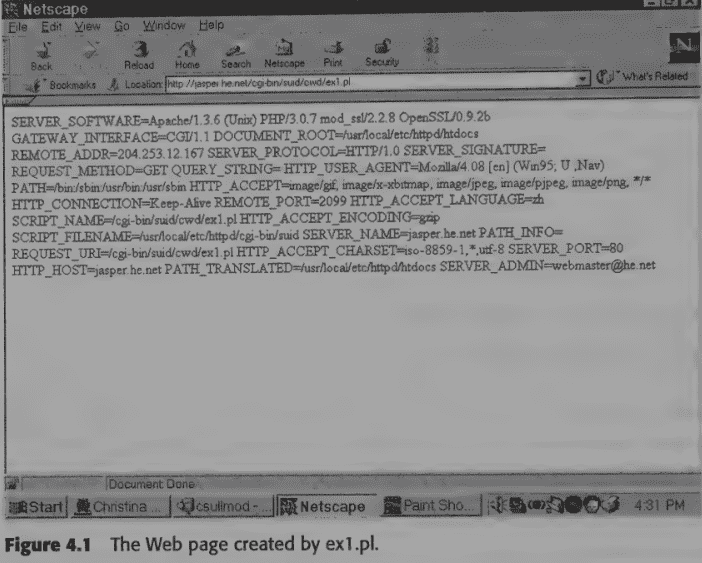 Netscape
File Edit View Go Window Help
Back Reload Home Search Netscape Print Security
Bookmarks Location: http://jasper.he.net/cgi-bin/suid/cwd/ex1.pl What's Related
SERVER_SOFTWARE=Apache/1.3.6 (Unix) PHP/3.0.7 mod_ssl/2.2.8 OpenSSL/0.9.2b
GATEWAY_INTERFACE=CGI/1.1 DOCUMENT_ROOT=/usr/local/etc/httpd/htdocs
REMOTE_ADDR=204.253.12.167 SERVER_PROTOCOL=HTTP/1.0 SERVER_SIGNATURE=
REQUEST_METHOD=GET QUERY_STRING= HTTP_USER_AGENT=Mozilla/4.08 [en] (Win95; U ,Nav)
PATH=/bin:/sbin/usr/bin:/usr/sbin HTTP_ACCEPT=image/gif, image/x-xbitmap, image/jpeg, image/pjpeg, image/png, */*
HTTP_CONNECTION=Keep-Alive REMOTE_PORT=2099 HTTP_ACCEPT_LANGUAGE=zh
SCRIPT_NAME=/cgi-bin/suid/cwd/ex1.pl HTTP_ACCEPT_ENCODING=gzip
SCRIPT_FILENAME=/usr/local/etc/httpd/cgi-bin/suid SERVER_NAME=jasper.he.net PATH_INFO=
REQUEST_URI=/cgi-bin/suid/cwd/ex1.pl HTTP_ACCEPT_CHARSET=iso-8859-1,*,utf-8 SERVER_PORT=80
HTTP_HOST=jasper.he.net PATH_TRANSLATED=/usr/local/etc/httpd/htdocs SERVER_ADMIN=webmaster@he.net
Document: Done
Start Christina ... csullmod - ... Netscape Paint Sho... 4:31 PM
Figure 4.1 The Web page created by ex1.pl.